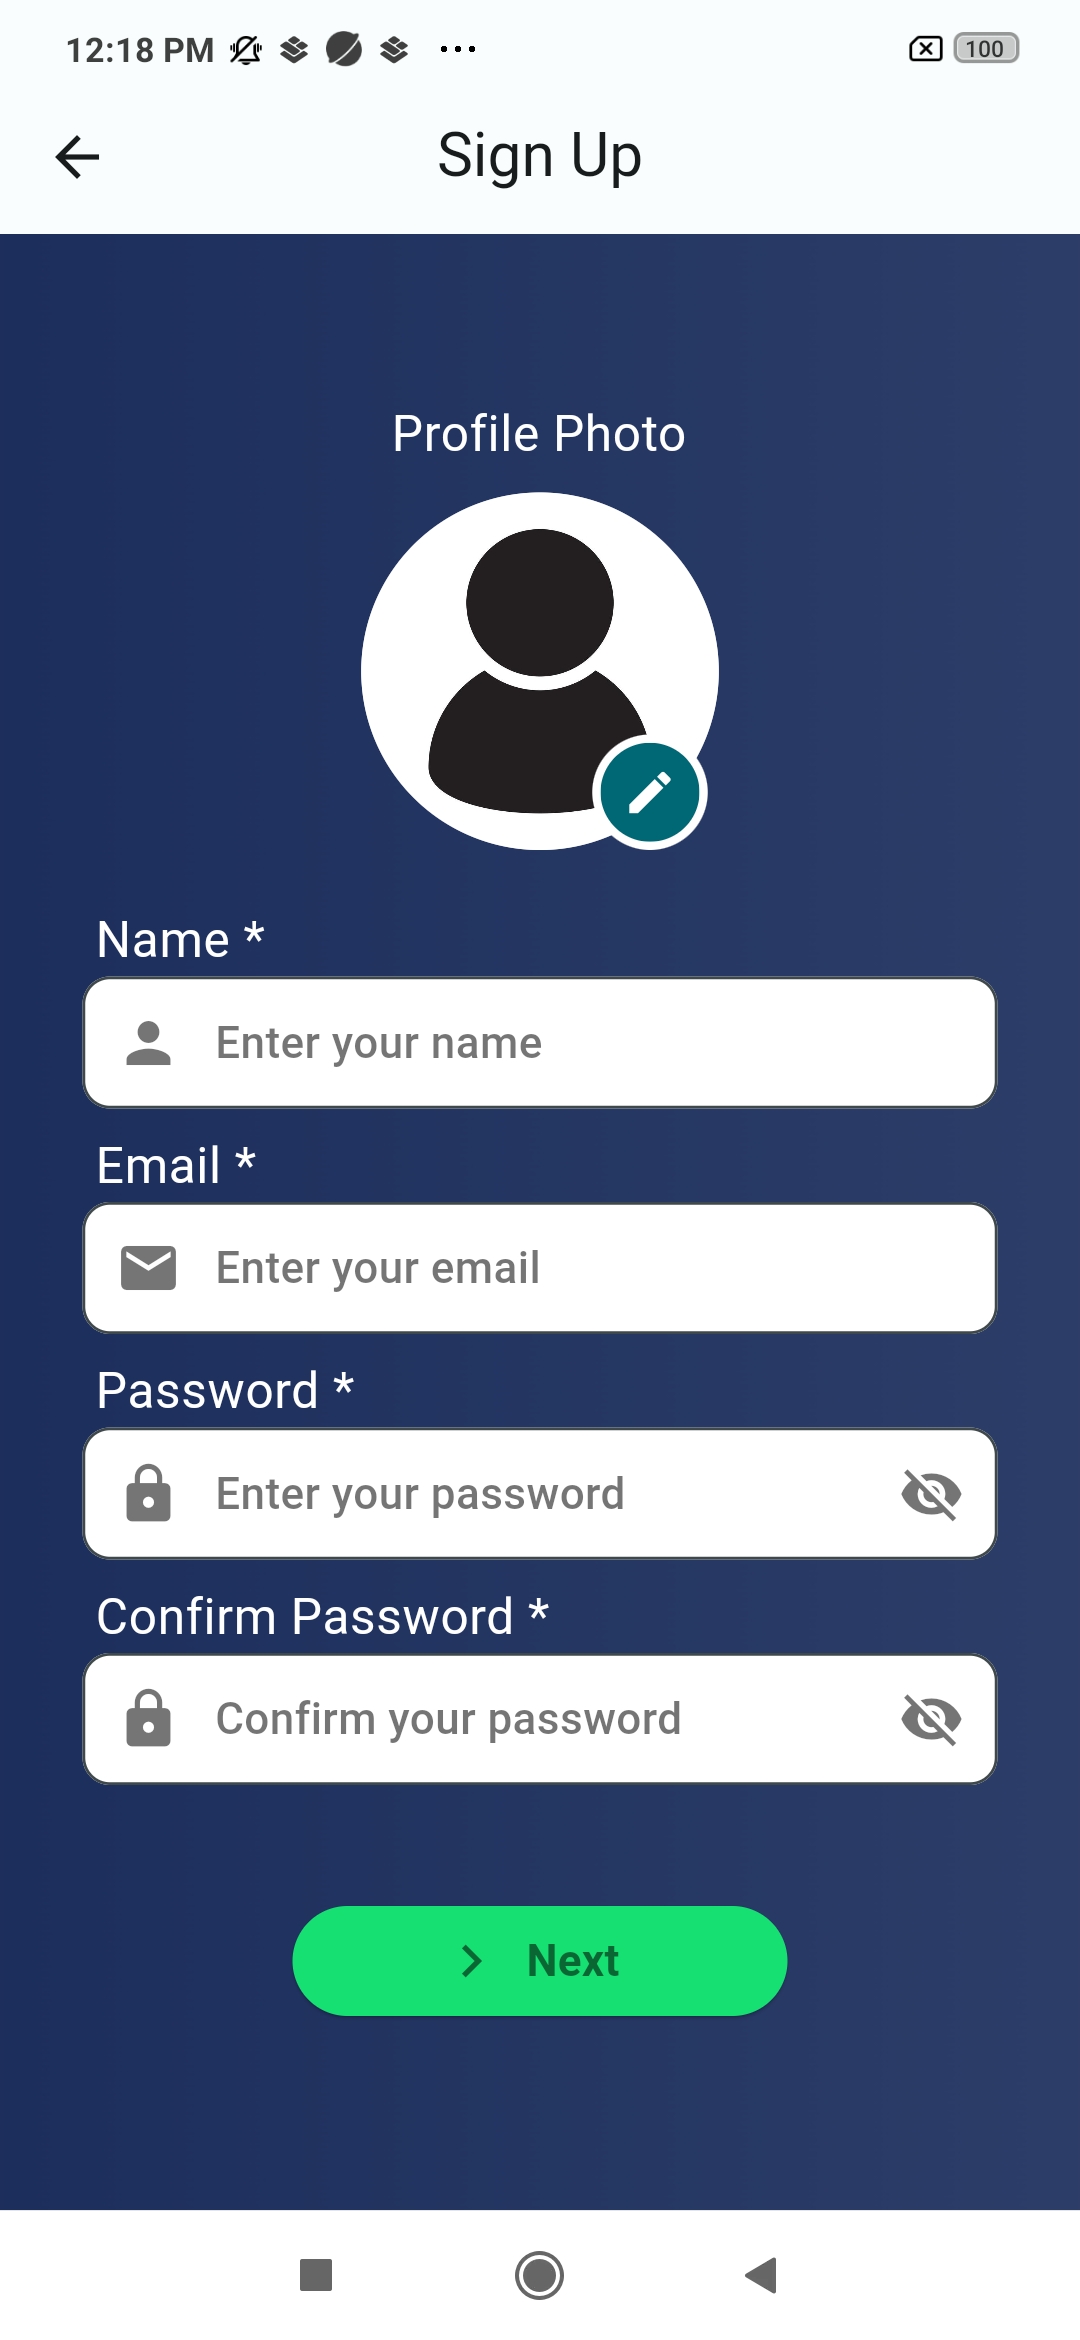 12:18 PM
100
Sign Up
Profile Photo
Name *
Enter your name
Email *
Enter your email
Password *
Enter your password
Confirm Password *
Confirm your password
Next